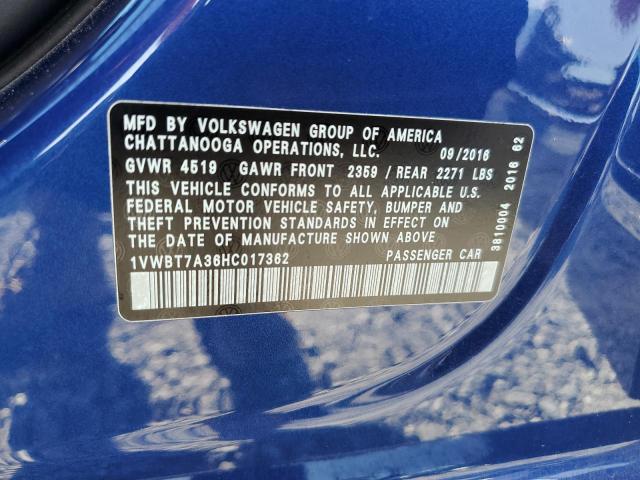 MFD BY VOLKSWAGEN GROUP OF AMERICA
CHATTANOOGA OPERATIONS, LLC. 09/2016
GVWR 4519 GAWR FRONT 2359 / REAR 2271 LBS
THIS VEHICLE CONFORMS TO ALL APPLICABLE U.S.
FEDERAL MOTOR VEHICLE SAFETY, BUMPER AND
THEFT PREVENTION STANDARDS IN EFFECT ON
THE DATE OF MANUFACTURE SHOWN ABOVE
1VWBT7A36HC017362 PASSENGER CAR
3810004 2016 62